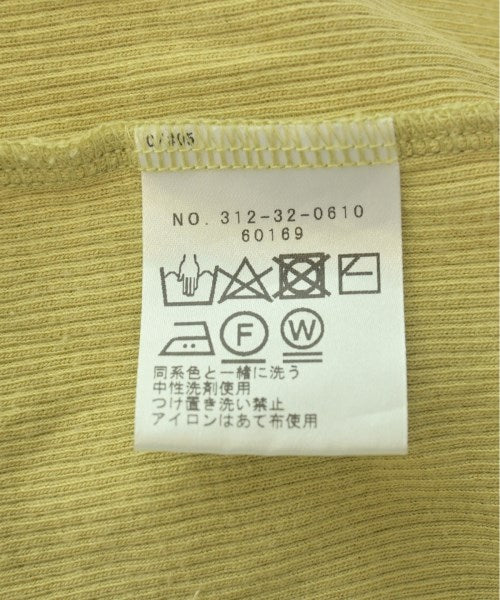 NO. 312-32-0610
60169
F W
同系色と一緒に洗う
中性洗剤使用
つけ置き洗い禁止
アイロンはあて布使用